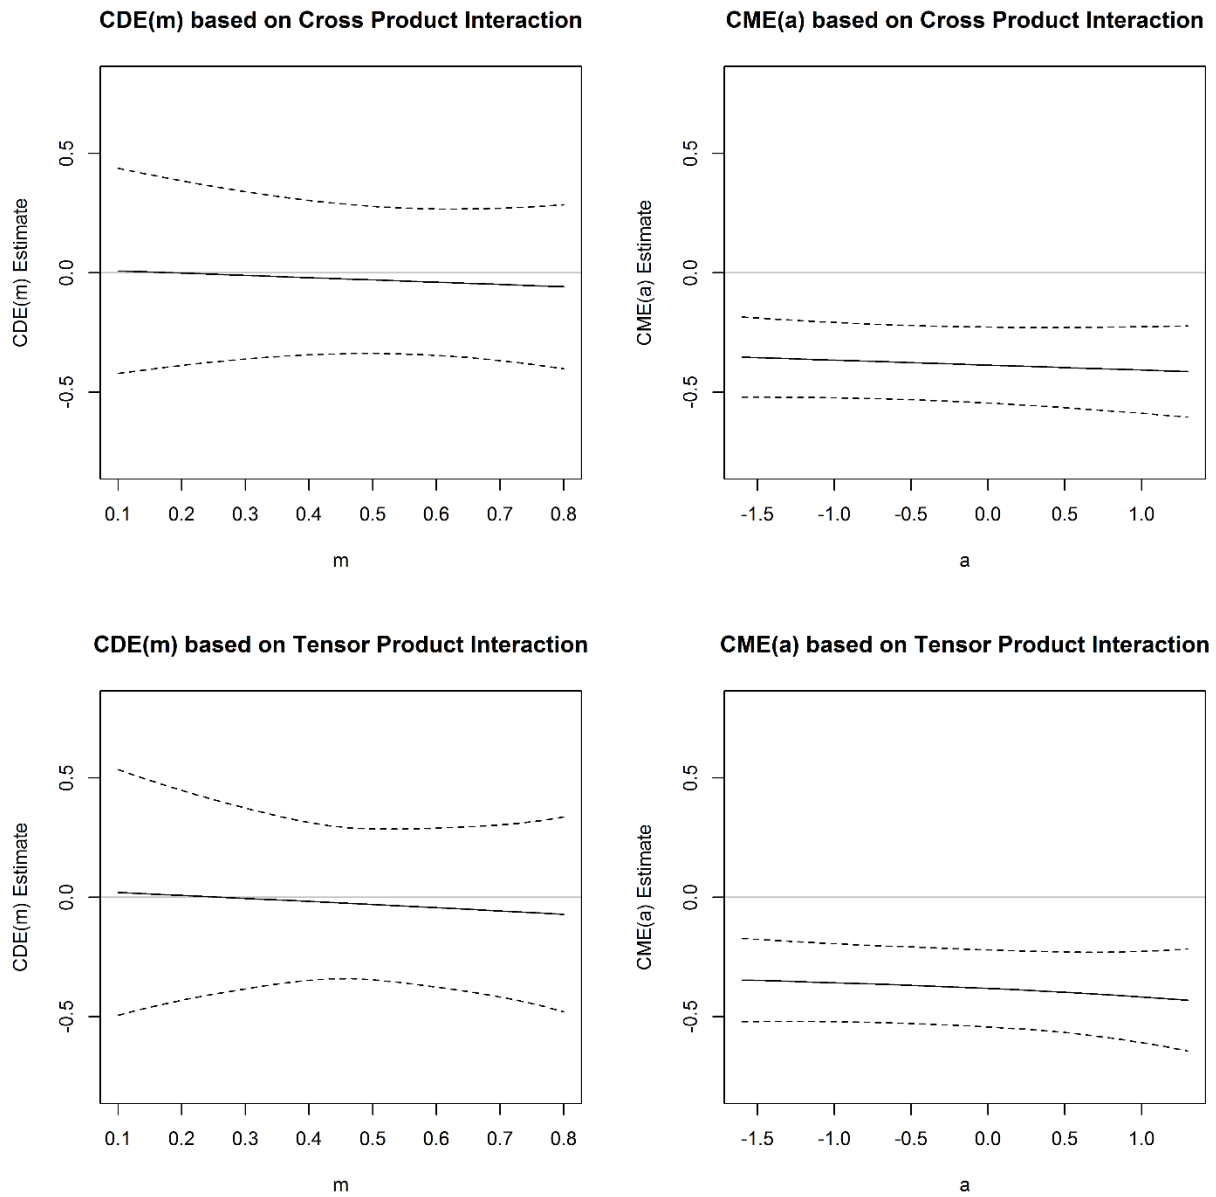 CDE(m) based on Cross Product Interaction
CDE(m) Estimate
0.5
0.0
-0.5
0.1 0.2 0.3 0.4 0.5 0.6 0.7 0.8
m
CME(a) based on Cross Product Interaction
CME(a) Estimate
0.5
0.0
-0.5
-1.5 -1.0 -0.5 0.0 0.5 1.0
a
CDE(m) based on Tensor Product Interaction
CDE(m) Estimate
0.5
0.0
-0.5
0.1 0.2 0.3 0.4 0.5 0.6 0.7 0.8
m
CME(a) based on Tensor Product Interaction
CME(a) Estimate
0.5
0.0
-0.5
-1.5 -1.0 -0.5 0.0 0.5 1.0
a